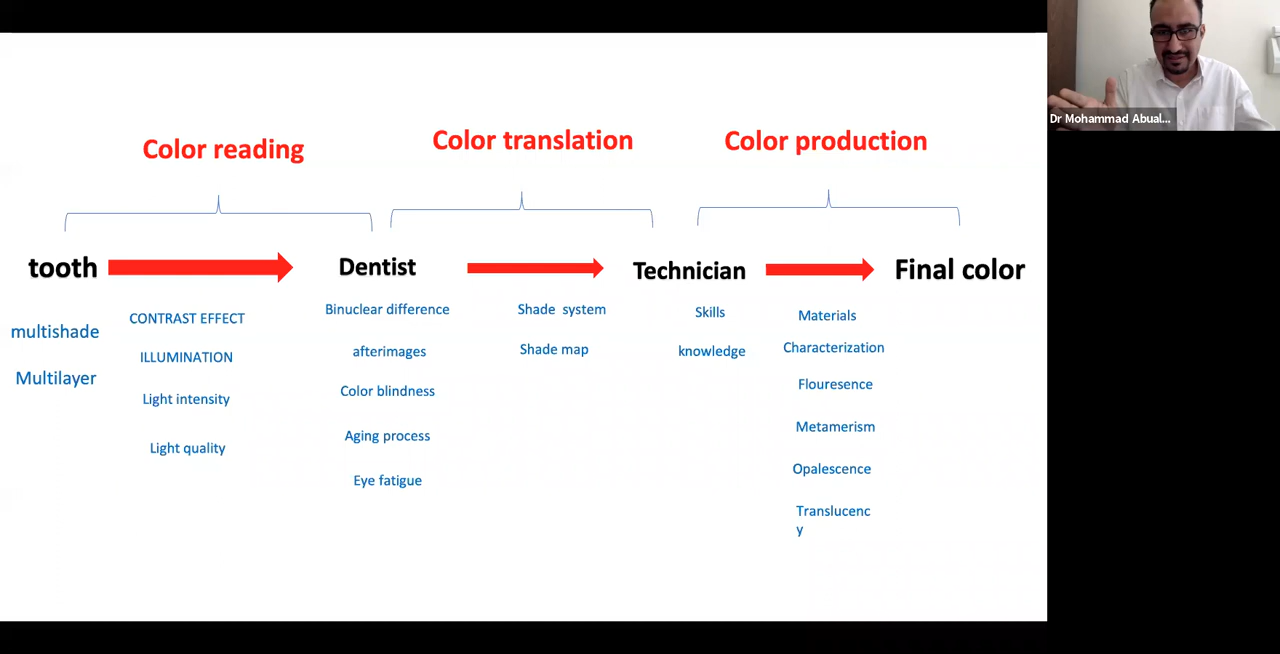 Color reading
Color translation
Color production
tooth
Dentist
Technician
Final color
multishade
Multilayer
CONTRAST EFFECT
ILLUMINATION
Light intensity
Light quality
Binuclear difference
afterimages
Color blindness
Aging process
Eye fatigue
Shade system
Shade map
Skills
knowledge
Materials
Characterization
Flouresence
Metamerism
Opalescence
Translucenc
y
Dr Mohammad Abual...